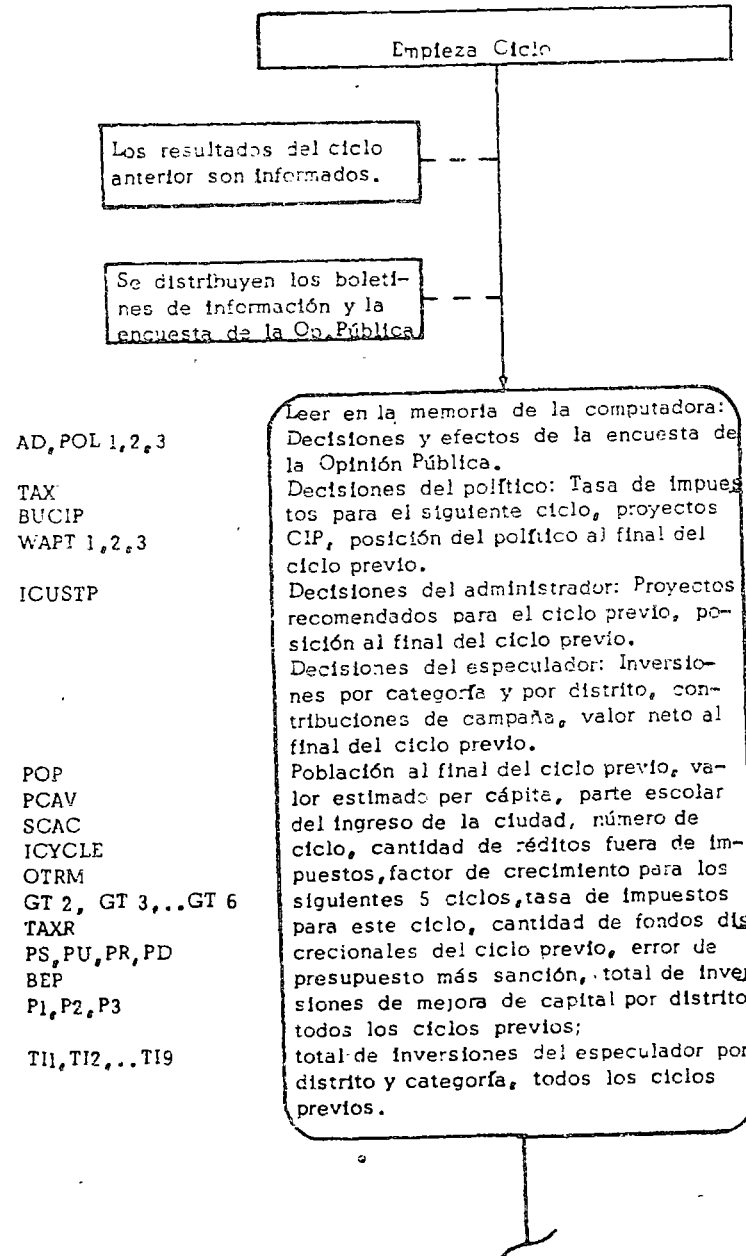 Empieza Ciclo
Los resultados del ciclo
anterior son informados.
Se distribuyen los boleti-
nes de información y la
encuesta de la Op.Pública
Leer en la memoria de la computadora:
AD, POL 1,2,3 Decisiones y efectos de la encuesta de
la Opinión Pública.
TAX Decisiones del político: Tasa de impues
BUCIP tos para el siguiente ciclo, proyectos
WAPT 1,2,3 CIP, posición del político al final del
ciclo previo.
ICUSTP Decisiones del administrador: Proyectos
recomendados para el ciclo previo, po-
sición al final del ciclo previo.
Decisiones del especulador: Inversio-
nes por categoría y por distrito, con-
tribuciones de campaña, valor neto al
final del ciclo previo.
POP Población al final del ciclo previo, va-
PCAV lor estimado per cápita, parte escolar
SCAC del ingreso de la ciudad, número de
ICYCLE ciclo, cantidad de réditos fuera de im-
OTRM puestos, factor de crecimiento para los
GT 2, GT 3,..GT 6 siguientes 5 ciclos, tasa de impuestos
TAXR para este ciclo, cantidad de fondos dis
PS, PU, PR, PD crecionales del ciclo previo, error de
BEP presupuesto más sanción, total de inver
P1, P2, P3 siones de mejora de capital por distrito
todos los ciclos previos;
TI1, TI2,..TI9 total de inversiones del especulador por
distrito y categoría, todos los ciclos
previos.